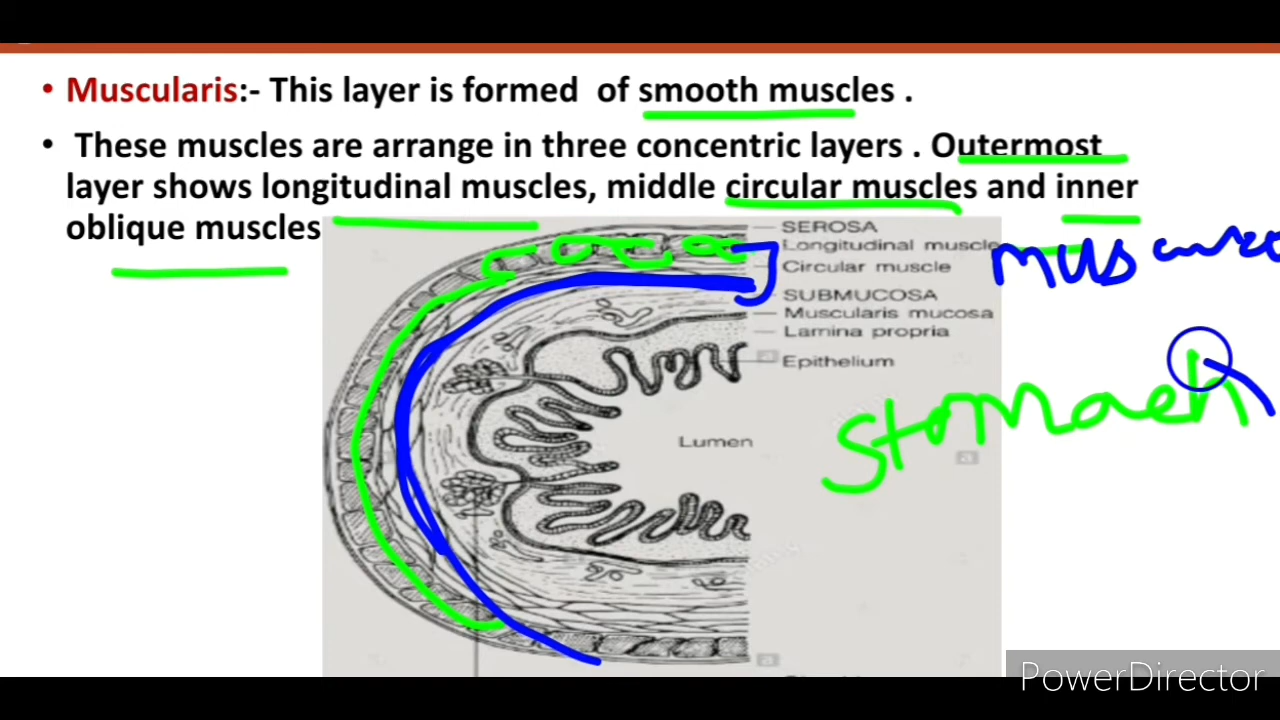 • Muscularis:- This layer is formed of smooth muscles .
• These muscles are arrange in three concentric layers . Outermost
layer shows longitudinal muscles, middle circular muscles and inner
oblique muscles
SEROSA
Longitudinal muscle
Circular muscle
SUBMUCOSA
Muscularis mucosa
Lamina propria
Epithelium
Lumen
Stomach
PowerDirector